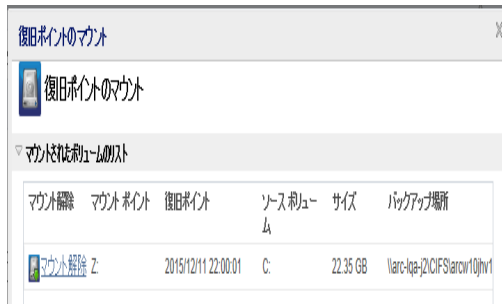 復旧ポイントのマウント
復旧ポイントのマウント
マウントされたボリュームのリスト
マウント解除 マウント ポイント 復旧ポイント ソース ボリューム サイズ バックアップ場所
マウント解除 Z: 2015/12/11 22:00:01 C: 22.35 GB \\arc-lqa-j2\CIFS\arcw10jhv1